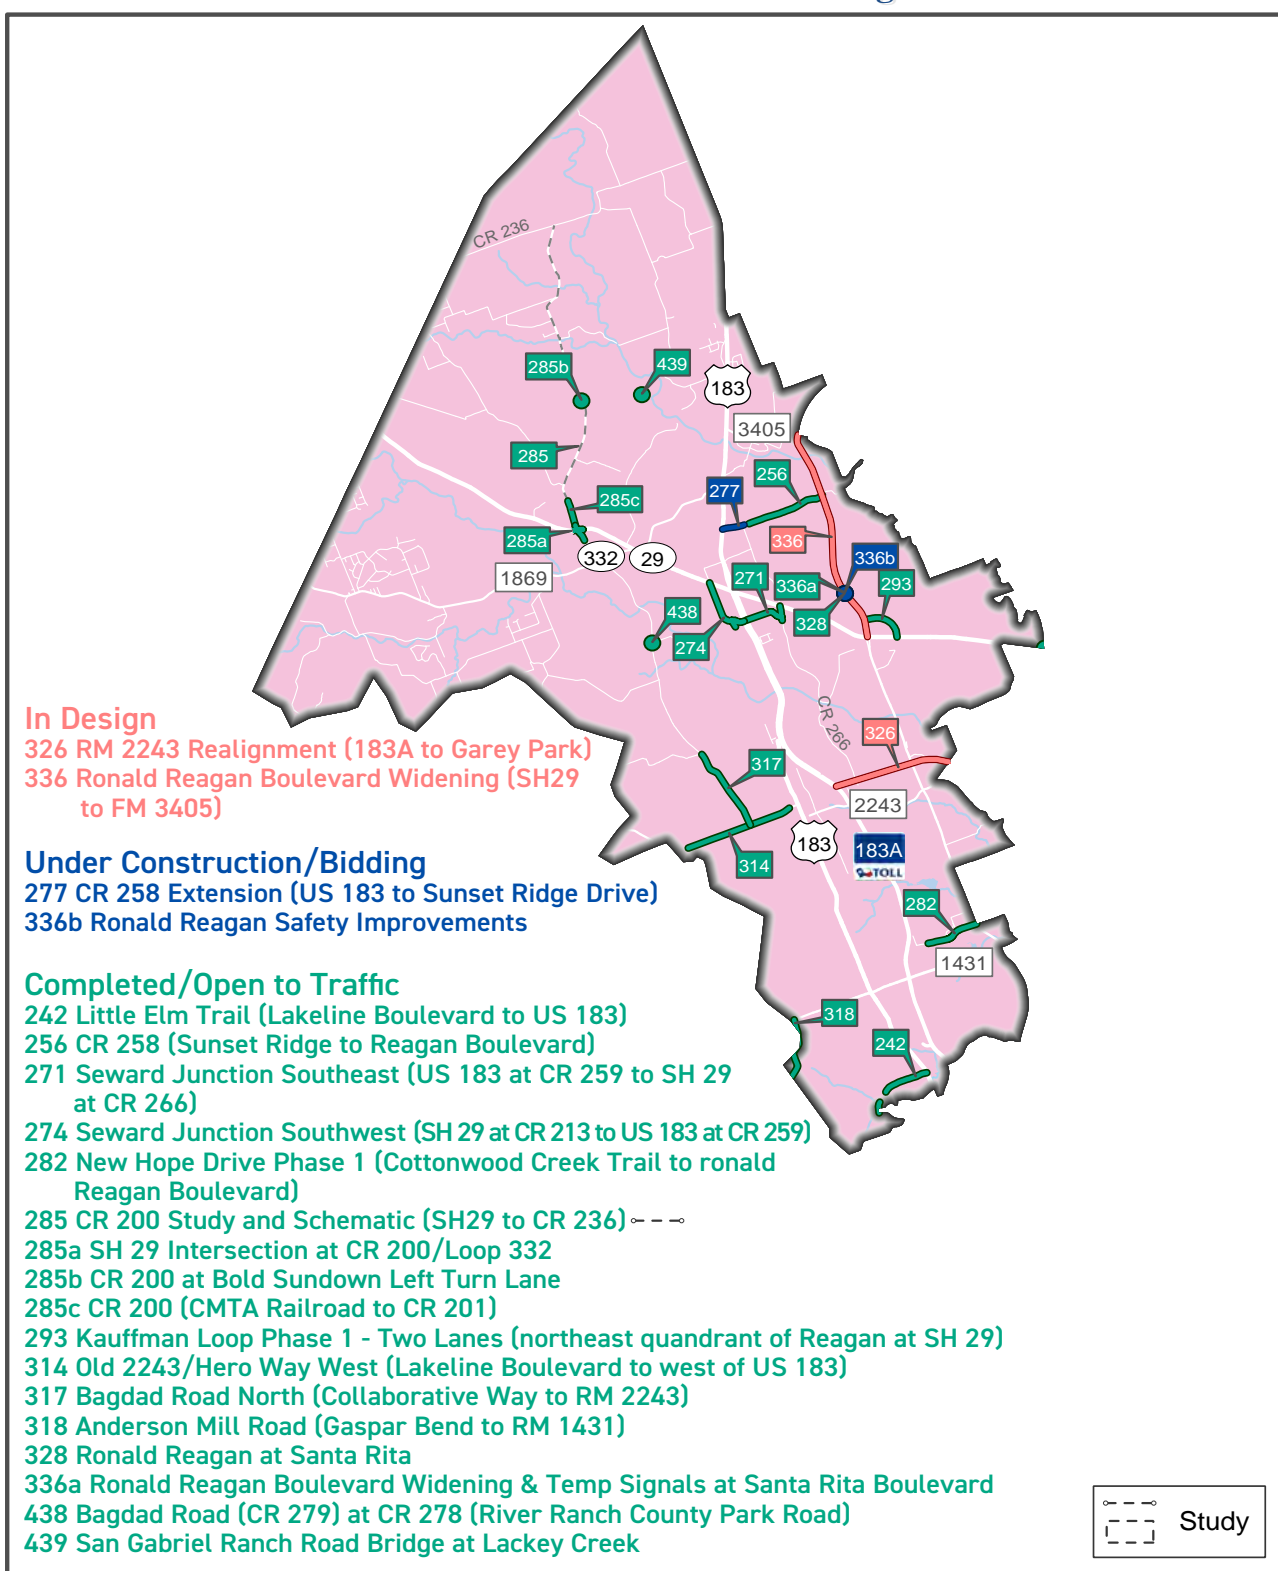 CR 236
285b
439
183
3405
285
256
277
285c
336
285a
332
29
336b
1869
271
336a
293
438
328
274
CR 266
326
317
2243
183
183A
TOLL
314
282
1431
318
242
In Design
326 RM 2243 Realignment (183A to Garey Park)
336 Ronald Reagan Boulevard Widening (SH29
to FM 3405)
Under Construction/Bidding
277 CR 258 Extension (US 183 to Sunset Ridge Drive)
336b Ronald Reagan Safety Improvements
Completed/Open to Traffic
242 Little Elm Trail (Lakeline Boulevard to US 183)
256 CR 258 (Sunset Ridge to Reagan Boulevard)
271 Seward Junction Southeast (US 183 at CR 259 to SH 29
at CR 266)
274 Seward Junction Southwest (SH 29 at CR 213 to US 183 at CR 259)
282 New Hope Drive Phase 1 (Cottonwood Creek Trail to ronald
Reagan Boulevard)
285 CR 200 Study and Schematic (SH29 to CR 236)
285a SH 29 Intersection at CR 200/Loop 332
285b CR 200 at Bold Sundown Left Turn Lane
285c CR 200 (CMTA Railroad to CR 201)
293 Kauffman Loop Phase 1 - Two Lanes (northeast quandrant of Reagan at SH 29)
314 Old 2243/Hero Way West (Lakeline Boulevard to west of US 183)
317 Bagdad Road North (Collaborative Way to RM 2243)
318 Anderson Mill Road (Gaspar Bend to RM 1431)
328 Ronald Reagan at Santa Rita
336a Ronald Reagan Boulevard Widening & Temp Signals at Santa Rita Boulevard
438 Bagdad Road (CR 279) at CR 278 (River Ranch County Park Road)
439 San Gabriel Ranch Road Bridge at Lackey Creek
Study